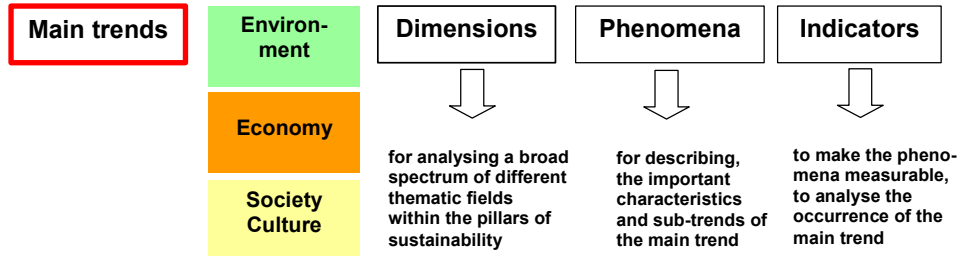 Main trends
Environ-
ment
Economy
Society
Culture
Dimensions
for analysing a broad
spectrum of different
thematic fields
within the pillars of
sustainability
Phenomena
for describing,
the important
characteristics
and sub-trends of
the main trend
Indicators
to make the pheno-
mena measurable,
to analyse the
occurrence of the
main trend